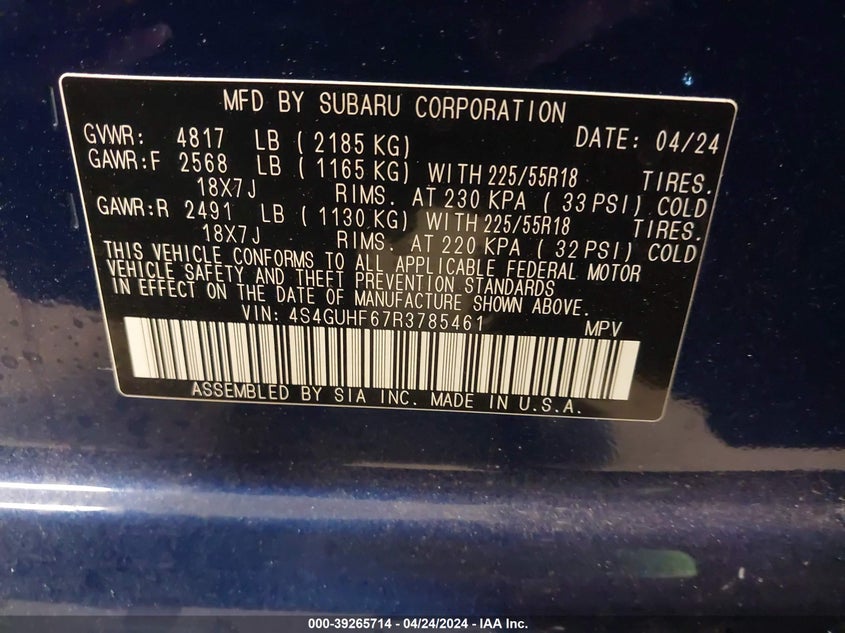 MFD BY SUBARU CORPORATION
GVWR: 4817 LB ( 2185 KG) DATE: 04/24
GAWR:F 2568 LB ( 1165 KG) WITH 225/55R18 TIRES.
18X7J RIMS. AT 230 KPA ( 33 PSI) COLD
GAWR:R 2491 LB ( 1130 KG) WITH 225/55R18 TIRES.
18X7J RIMS. AT 220 KPA ( 32 PSI) COLD
THIS VEHICLE CONFORMS TO ALL APPLICABLE FEDERAL MOTOR
VEHICLE SAFETY AND THEFT PREVENTION STANDARDS
IN EFFECT ON THE DATE OF MANUFACTURE SHOWN ABOVE.
VIN: 4S4GUHF67R3785461 MPV
ASSEMBLED BY SIA INC. MADE IN U.S.A.
000-39265714 - 04/24/2024 - IAA Inc.